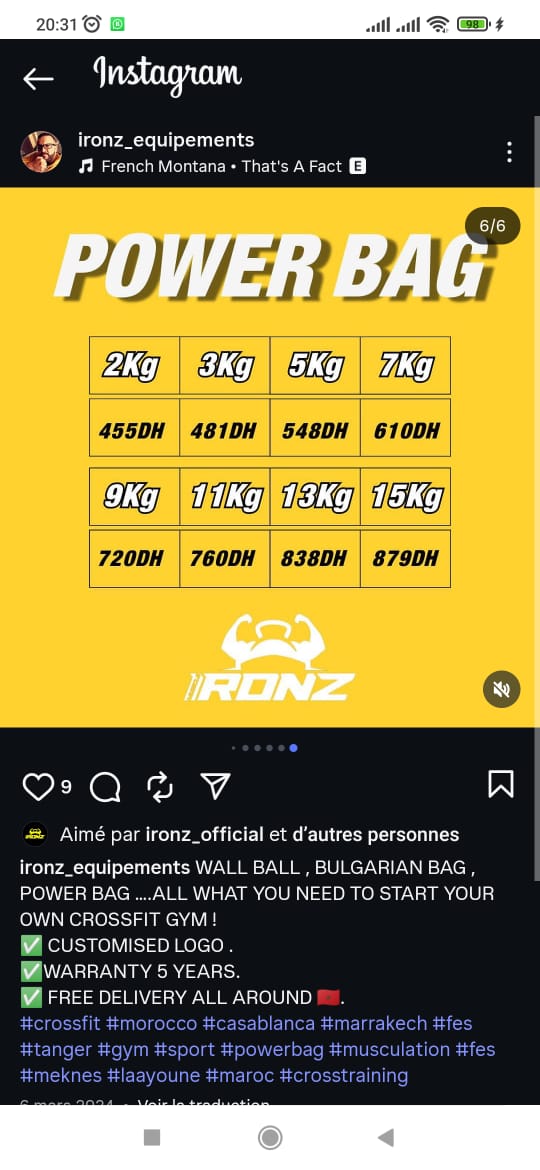 20:31
98
Instagram
ironz_equipements
French Montana • That's A Fact E
6/6
POWER BAG
2Kg 3Kg 5Kg 7Kg
455DH 481DH 548DH 610DH
9Kg 11Kg 13Kg 15Kg
720DH 760DH 838DH 879DH
IRONZ
9
Aimé par ironz_official et d'autres personnes
ironz_equipements WALL BALL , BULGARIAN BAG ,
POWER BAG ....ALL WHAT YOU NEED TO START YOUR
OWN CROSSFIT GYM !
✅ CUSTOMISED LOGO .
✅WARRANTY 5 YEARS.
✅ FREE DELIVERY ALL AROUND 🇲🇦.
#crossfit #morocco #casablanca #marrakech #fes
#tanger #gym #sport #powerbag #musculation #fes
#meknes #laayoune #maroc #crosstraining
6 mars 2024 • Voir la traduction